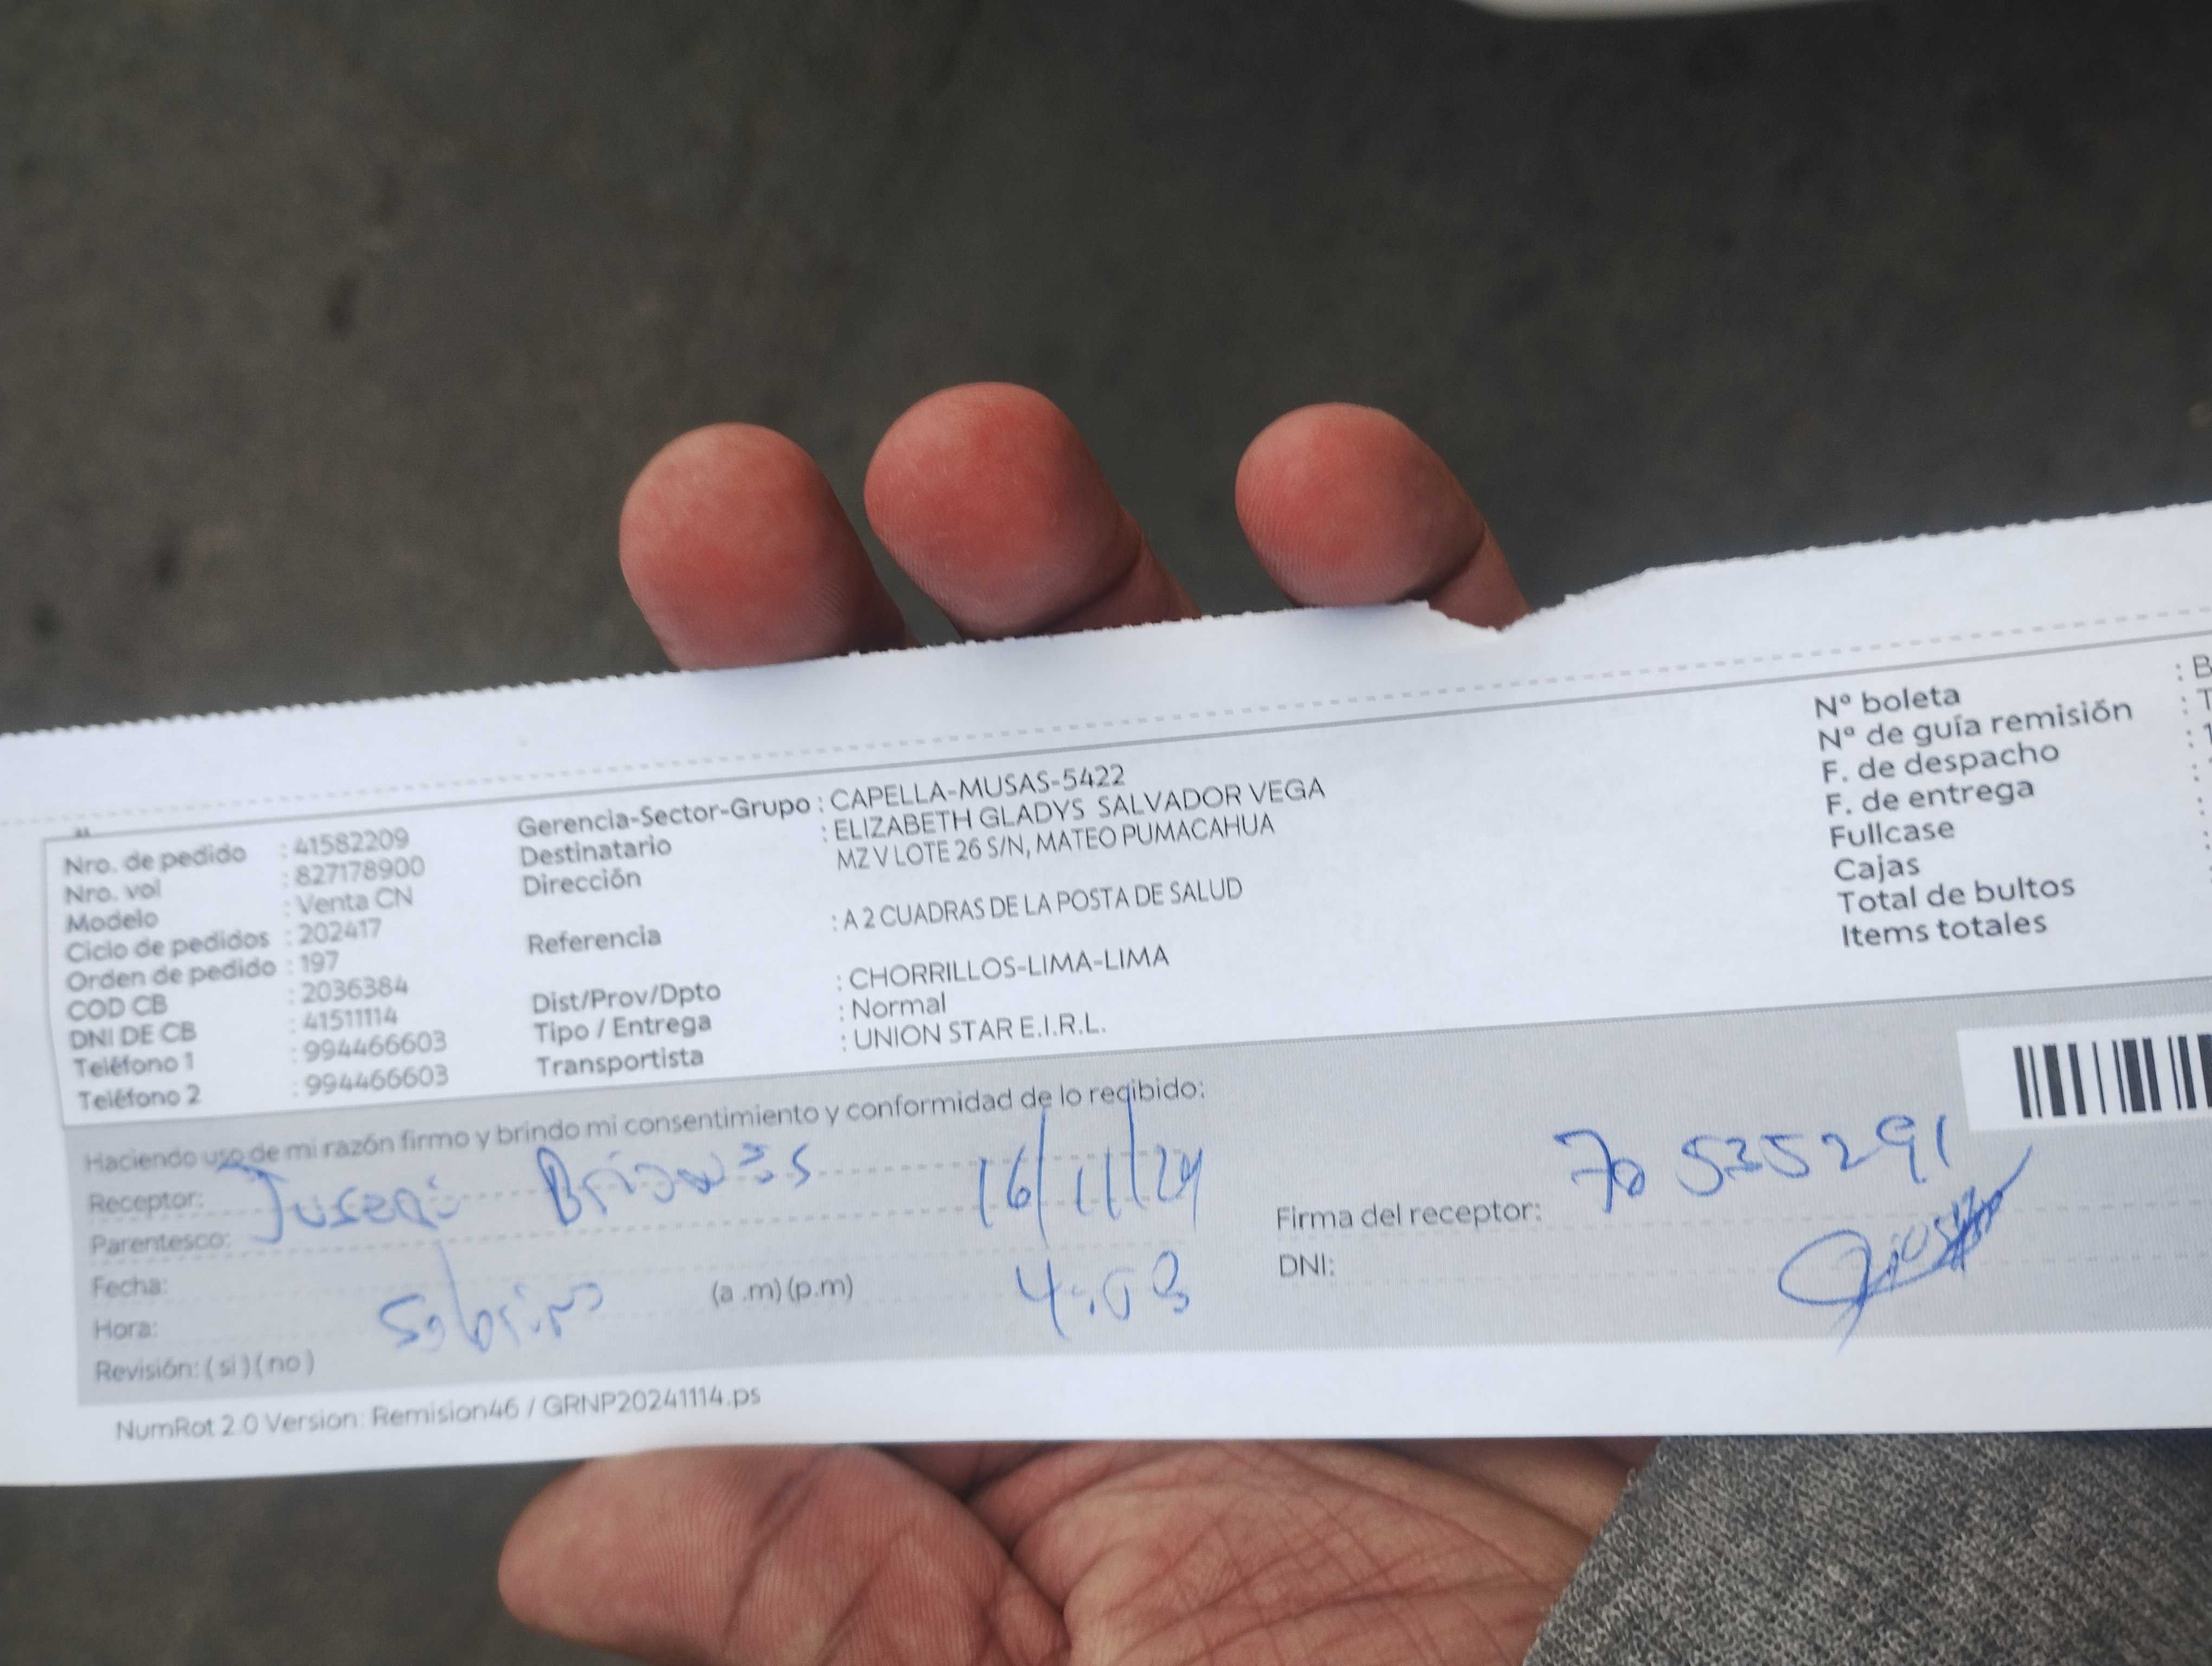 Nro. de pedido : 41582209
Nro. vol : 827178900
Modelo : Venta CN
Ciclo de pedidos : 202417
Orden de pedido : 197
COD CB : 2036384
DNI DE CB : 41511114
Teléfono 1 : 994466603
Teléfono 2 : 994466603
Gerencia-Sector-Grupo : CAPELLA-MUSAS-5422
Destinatario : ELIZABETH GLADYS SALVADOR VEGA
Dirección MZ V LOTE 26 S/N, MATEO PUMACAHUA
Referencia : A 2 CUADRAS DE LA POSTA DE SALUD
Dist/Prov/Dpto : CHORRILLOS-LIMA-LIMA
Tipo / Entrega : Normal
Transportista : UNION STAR E.I.R.L.
Nº boleta : B
Nº de guía remisión : T
F. de despacho : 1
F. de entrega :
Fullcase :
Cajas :
Total de bultos
Items totales
Haciendo uso de mi razón firmo y brindo mi consentimiento y conformidad de lo recibido:
Receptor: 16/11/24
Parentesco:
Fecha:
Hora: Sobrino (a .m) (p.m) 4:03
Revisión: ( si ) ( no )
Firma del receptor: 70535291
DNI:
NumRot 2.0 Version: Remision46 / GRNP20241114.ps